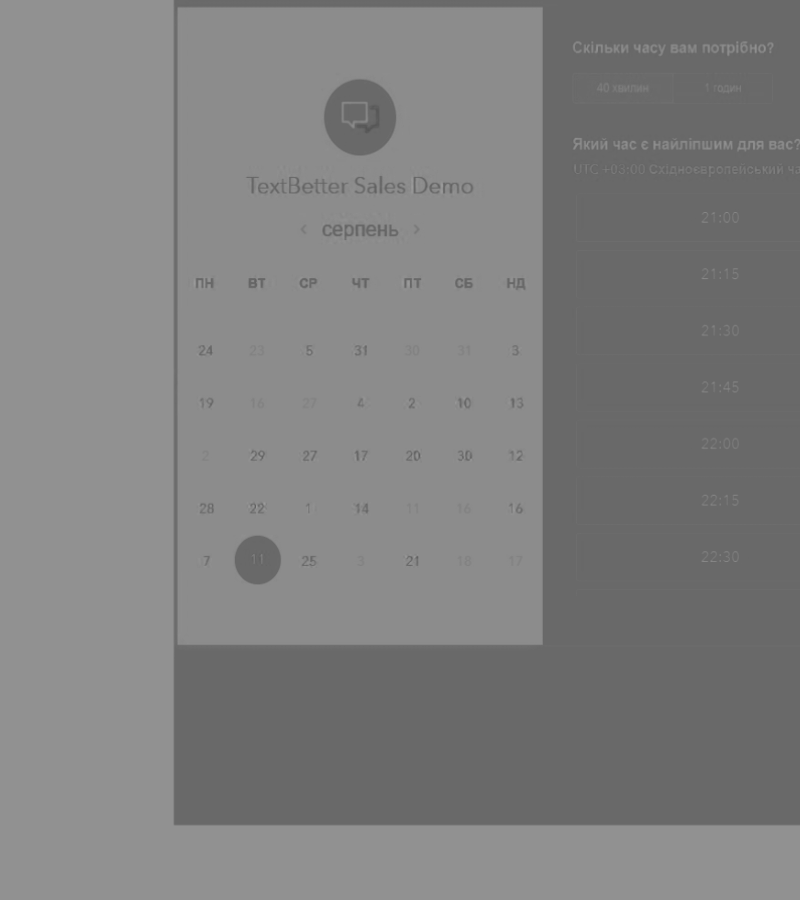 TextBetter Sales Demo
‹ серпень ›
ПН ВТ СР ЧТ ПТ СБ НД
24 23 5 31 30 31 3
19 16 27 4 2 10 13
2 29 27 17 20 30 12
28 22 1 14 11 16 16
7 11 25 3 21 18 17
Скільки часу вам потрібно?
40 хвилин 1 годин
Який час є найліпшим для вас?
UTC +03:00 Східноєвропейський ча
21:00
21:15
21:30
21:45
22:00
22:15
22:30